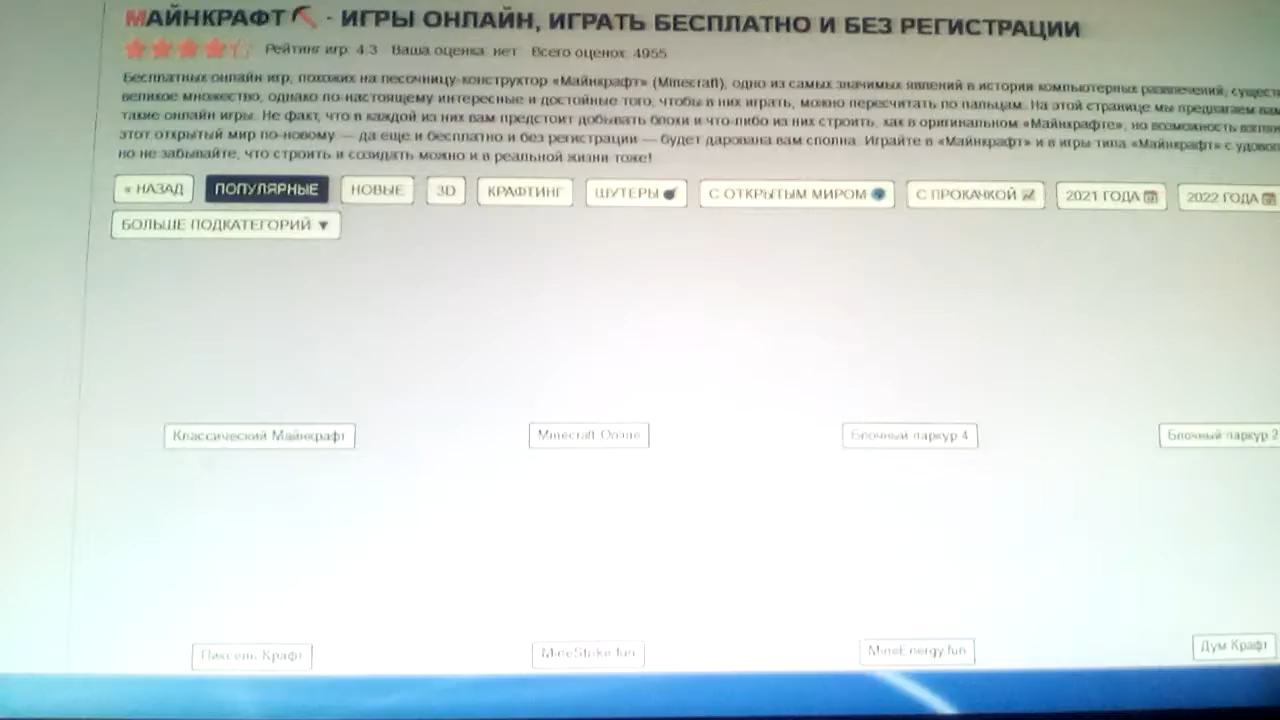 МАЙНКРАФТ - ИГРЫ ОНЛАЙН, ИГРАТЬ БЕСПЛАТНО И БЕЗ РЕГИСТРАЦИИ
Рейтинг игр: 4.3 Ваша оценка: нет Всего оценок: 4955
Бесплатных онлайн игр, похожих на песочницу-конструктор «Майнкрафт» (Minecraft), одно из самых значимых явлений в истории компьютерных развлечений,
великое множество, однако по-настоящему интересные и достойные того, чтобы в них играть, можно пересчитать по пальцам. На этой странице мы предлагаем
такие онлайн игры. Не факт, что в каждой из них вам предстоит добывать блоки и что-либо из них строить, как в оригинальном «Майнкрафте», но возможность
этот открытый мир по-новому — да еще и бесплатно и без регистрации — будет дарована вам сполна. Играйте в «Майнкрафт» и в игры типа «Майнкрафт» с
но не забывайте, что строить и созидать можно и в реальной жизни тоже!
« НАЗАД ПОПУЛЯРНЫЕ НОВЫЕ 3D КРАФТИНГ ШУТЕРЫ С ОТКРЫТЫМ МИРОМ С ПРОКАЧКОЙ 2021 ГОДА 2022 ГОДА
БОЛЬШЕ ПОДКАТЕГОРИЙ ▼
Классический Майнкрафт Minecraft Online Блочный паркур 4 Блочный паркур 2
Пиксель Крафт MineStrike.fun MineEnergy.fun Дум Крафт